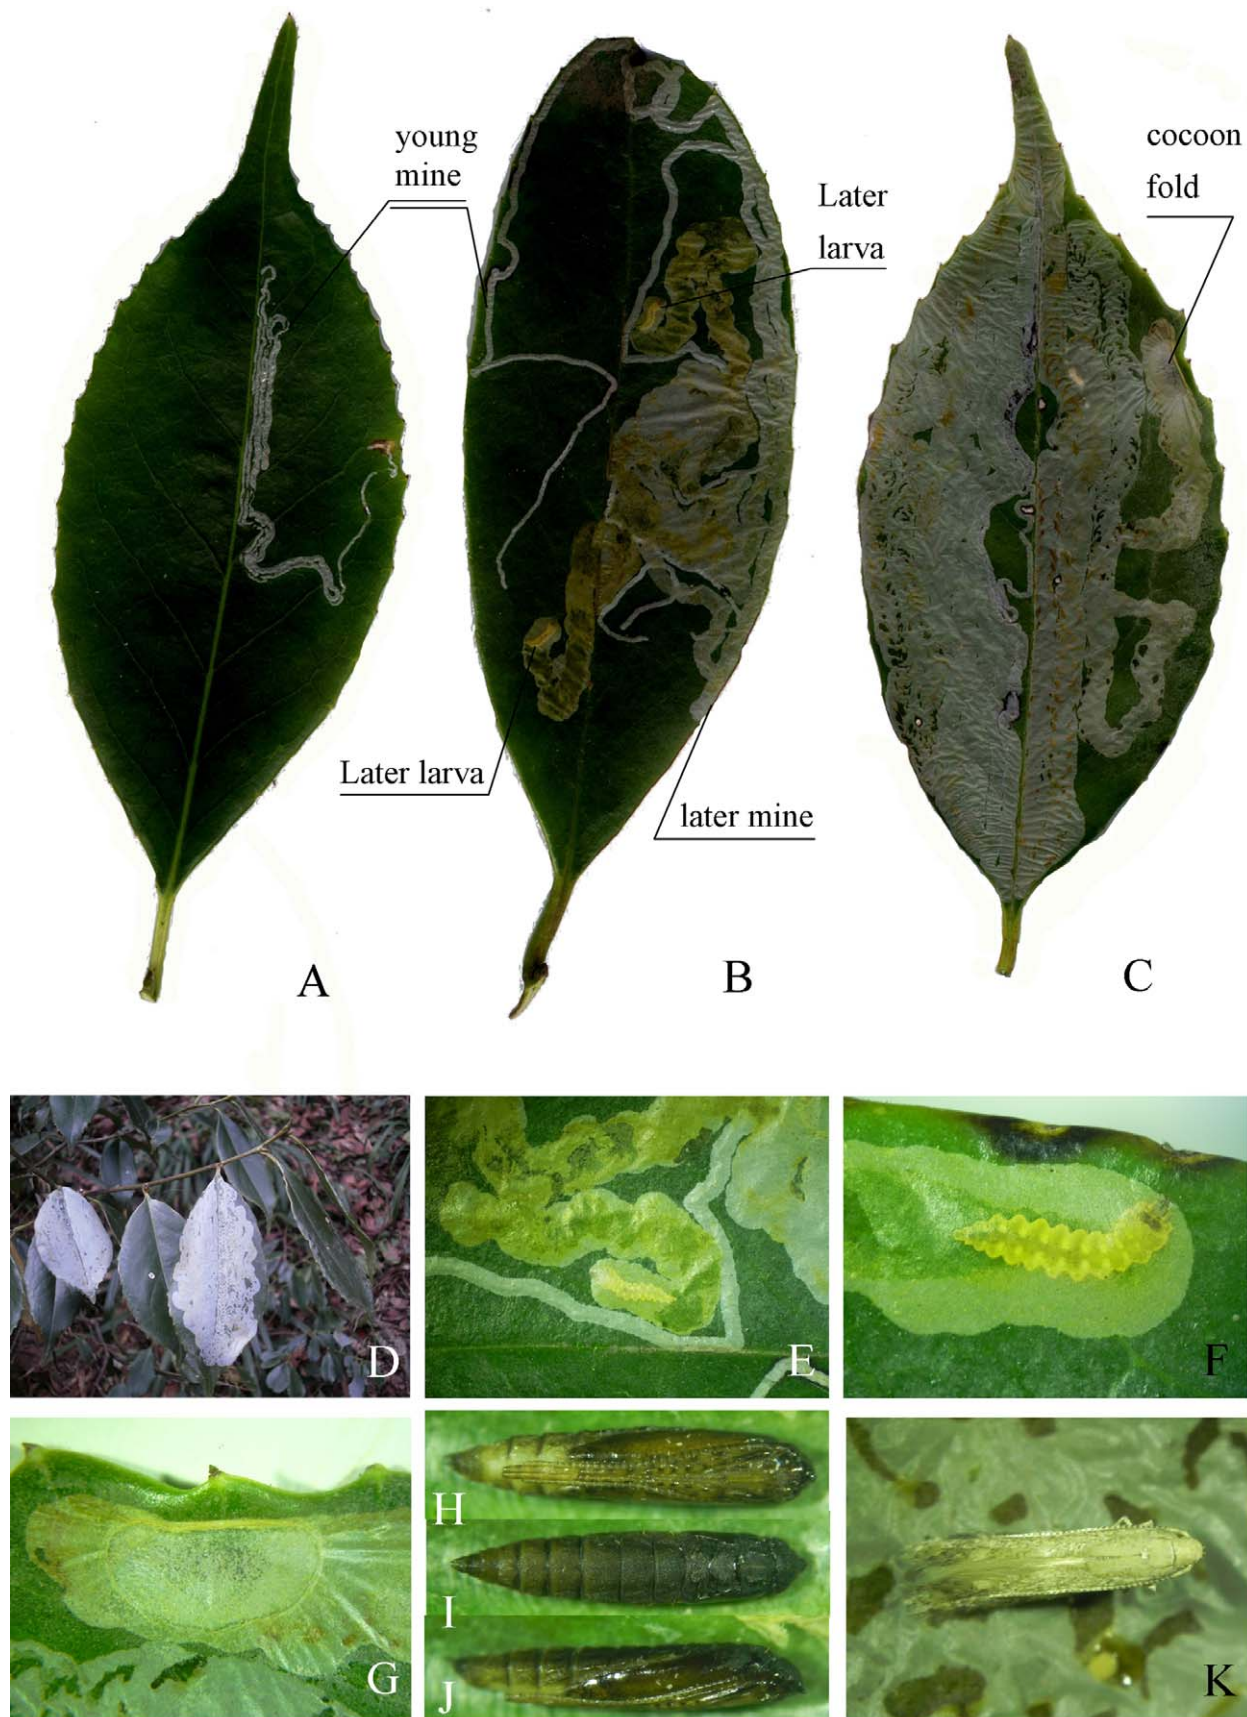 young
mine
Later
larva
cocoon
fold
Later larva
later mine
A
B
C
D
E
F
G
H
I
J
K